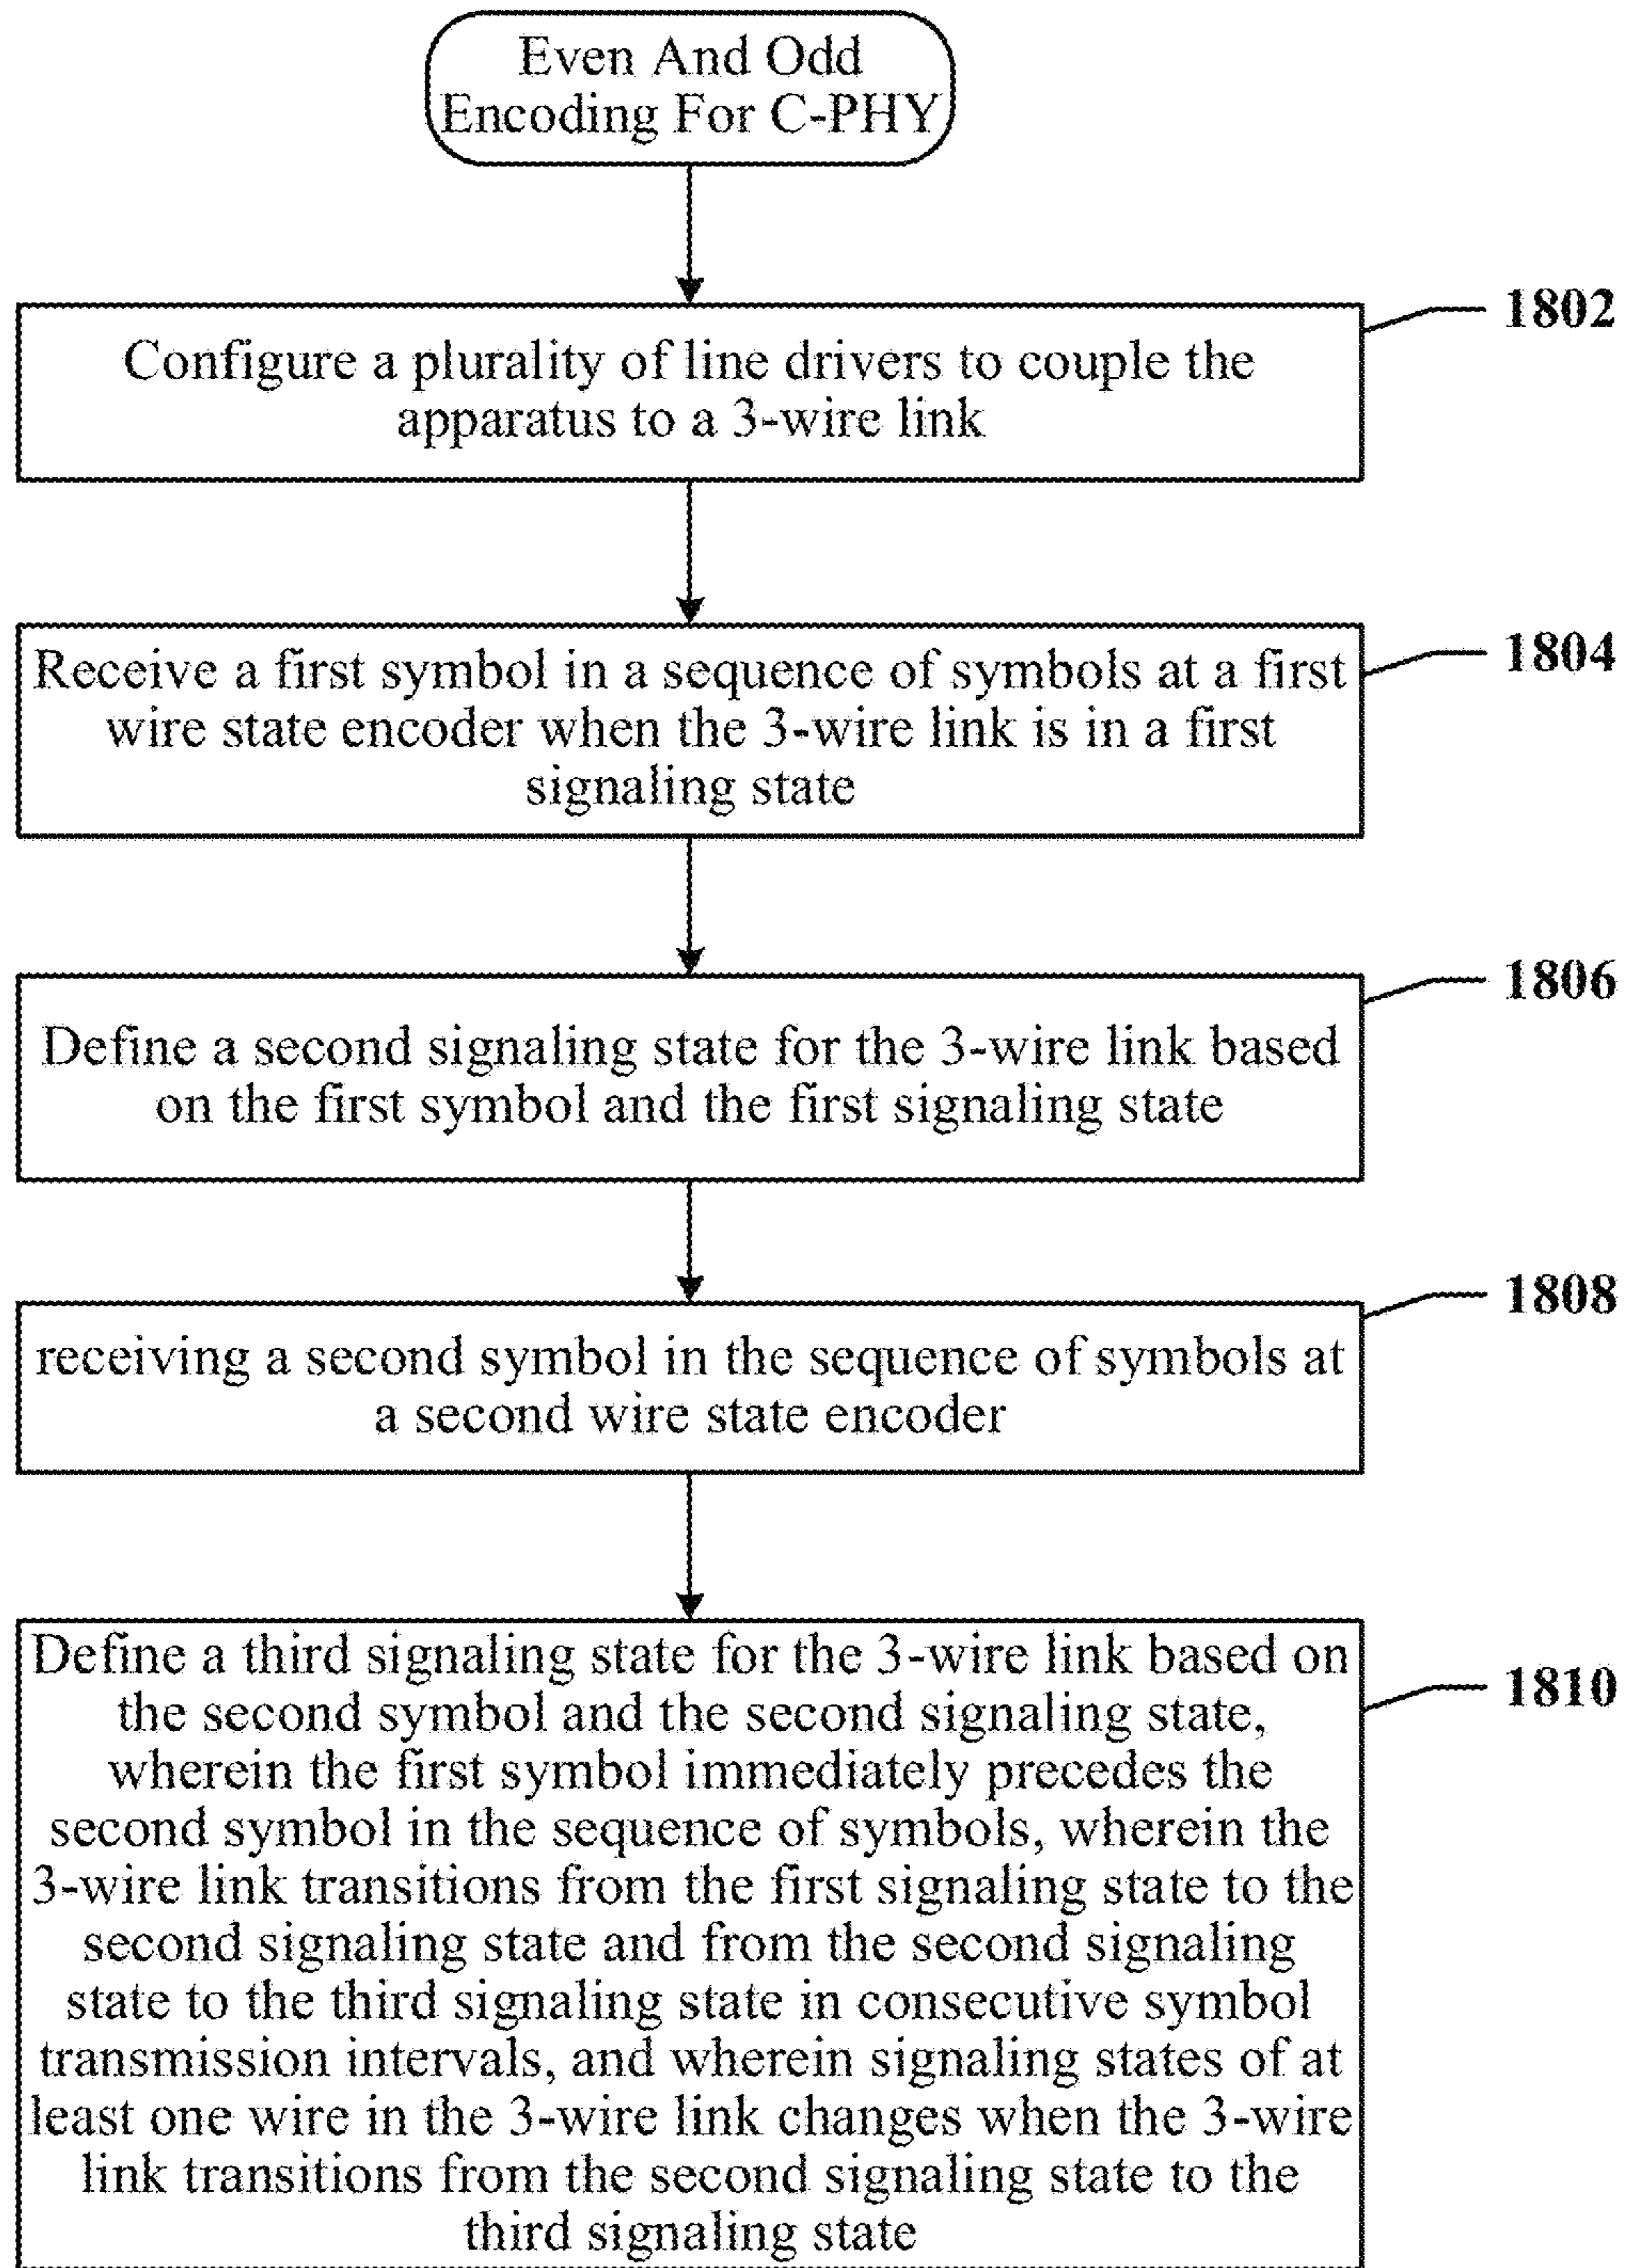 Even And Odd
Encoding For C-PHY
1802
Configure a plurality of line drivers to couple the
apparatus to a 3-wire link
1804
Receive a first symbol in a sequence of symbols at a first
wire state encoder when the 3-wire link is in a first
signaling state
1806
Define a second signaling state for the 3-wire link based
on the first symbol and the first signaling state
1808
receiving a second symbol in the sequence of symbols at
a second wire state encoder
1810
Define a third signaling state for the 3-wire link based on
the second symbol and the second signaling state,
wherein the first symbol immediately precedes the
second symbol in the sequence of symbols, wherein the
3-wire link transitions from the first signaling state to the
second signaling state and from the second signaling
state to the third signaling state in consecutive symbol
transmission intervals, and wherein signaling states of at
least one wire in the 3-wire link changes when the 3-wire
link transitions from the second signaling state to the
third signaling state